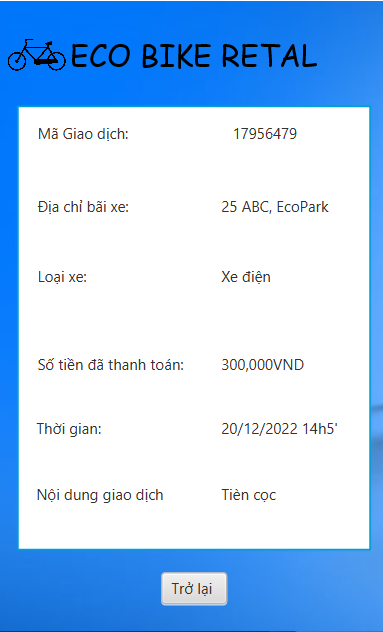 ECO BIKE RETAL
Mã Giao dịch: 17956479
Địa chỉ bãi xe: 25 ABC, EcoPark
Loại xe: Xe điện
Số tiền đã thanh toán: 300,000VND
Thời gian: 20/12/2022 14h5'
Nội dung giao dịch Tièn cọc
Trở lại